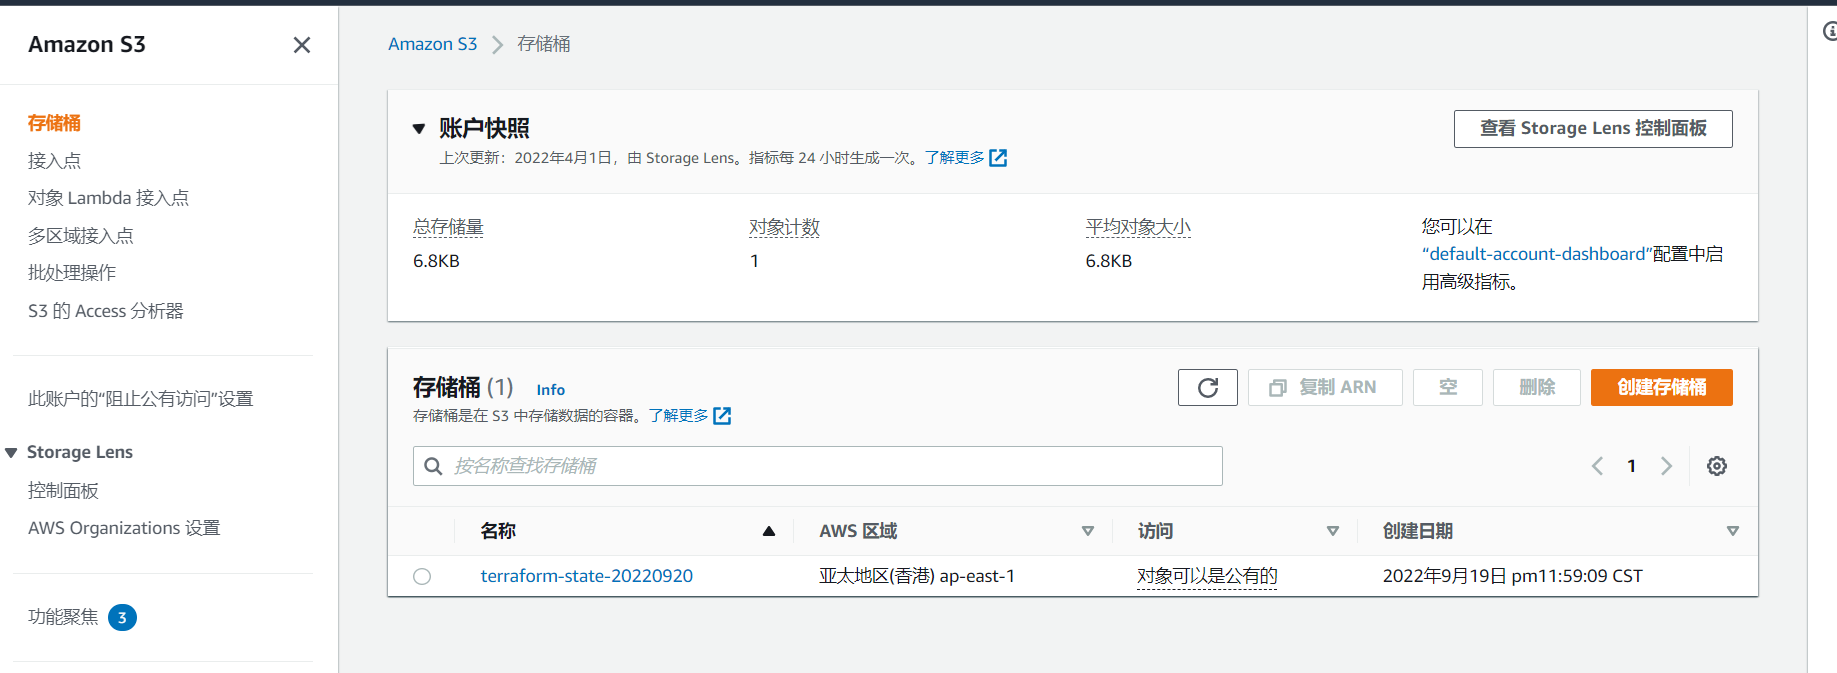 Amazon S3
存储桶
接入点
对象 Lambda 接入点
多区域接入点
批处理操作
S3 的 Access 分析器
此账户的“阻止公有访问”设置
Storage Lens
控制面板
AWS Organizations 设置
功能聚焦 3
Amazon S3 存储桶
账户快照
上次更新：2022年4月1日，由 Storage Lens。指标每 24 小时生成一次。了解更多
查看 Storage Lens 控制面板
总存储量 对象计数 平均对象大小
6.8KB 1 6.8KB
您可以在
“default-account-dashboard”配置中启
用高级指标。
存储桶 (1) Info
存储桶是在 S3 中存储数据的容器。了解更多
复制 ARN 空 删除 创建存储桶
按名称查找存储桶
1
名称 AWS 区域 访问 创建日期
terraform-state-20220920 亚太地区(香港) ap-east-1 对象可以是公有的 2022年9月19日 pm11:59:09 CST